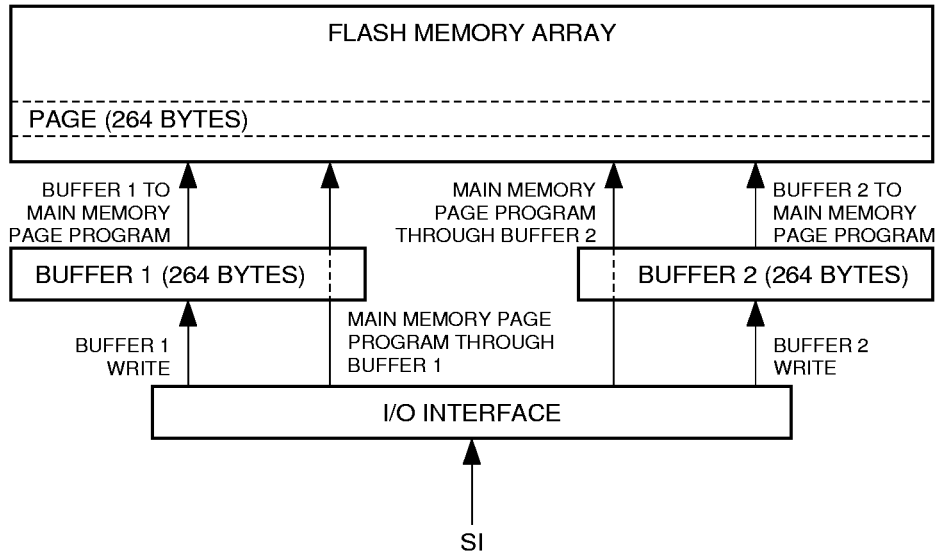 FLASH MEMORY ARRAY
PAGE (264 BYTES)
BUFFER 1 TO
MAIN MEMORY
PAGE PROGRAM
MAIN MEMORY
PAGE PROGRAM
THROUGH BUFFER 2
BUFFER 2 TO
MAIN MEMORY
PAGE PROGRAM
BUFFER 1 (264 BYTES)
BUFFER 2 (264 BYTES)
BUFFER 1
WRITE
MAIN MEMORY PAGE
PROGRAM THROUGH
BUFFER 1
BUFFER 2
WRITE
I/O INTERFACE
SI